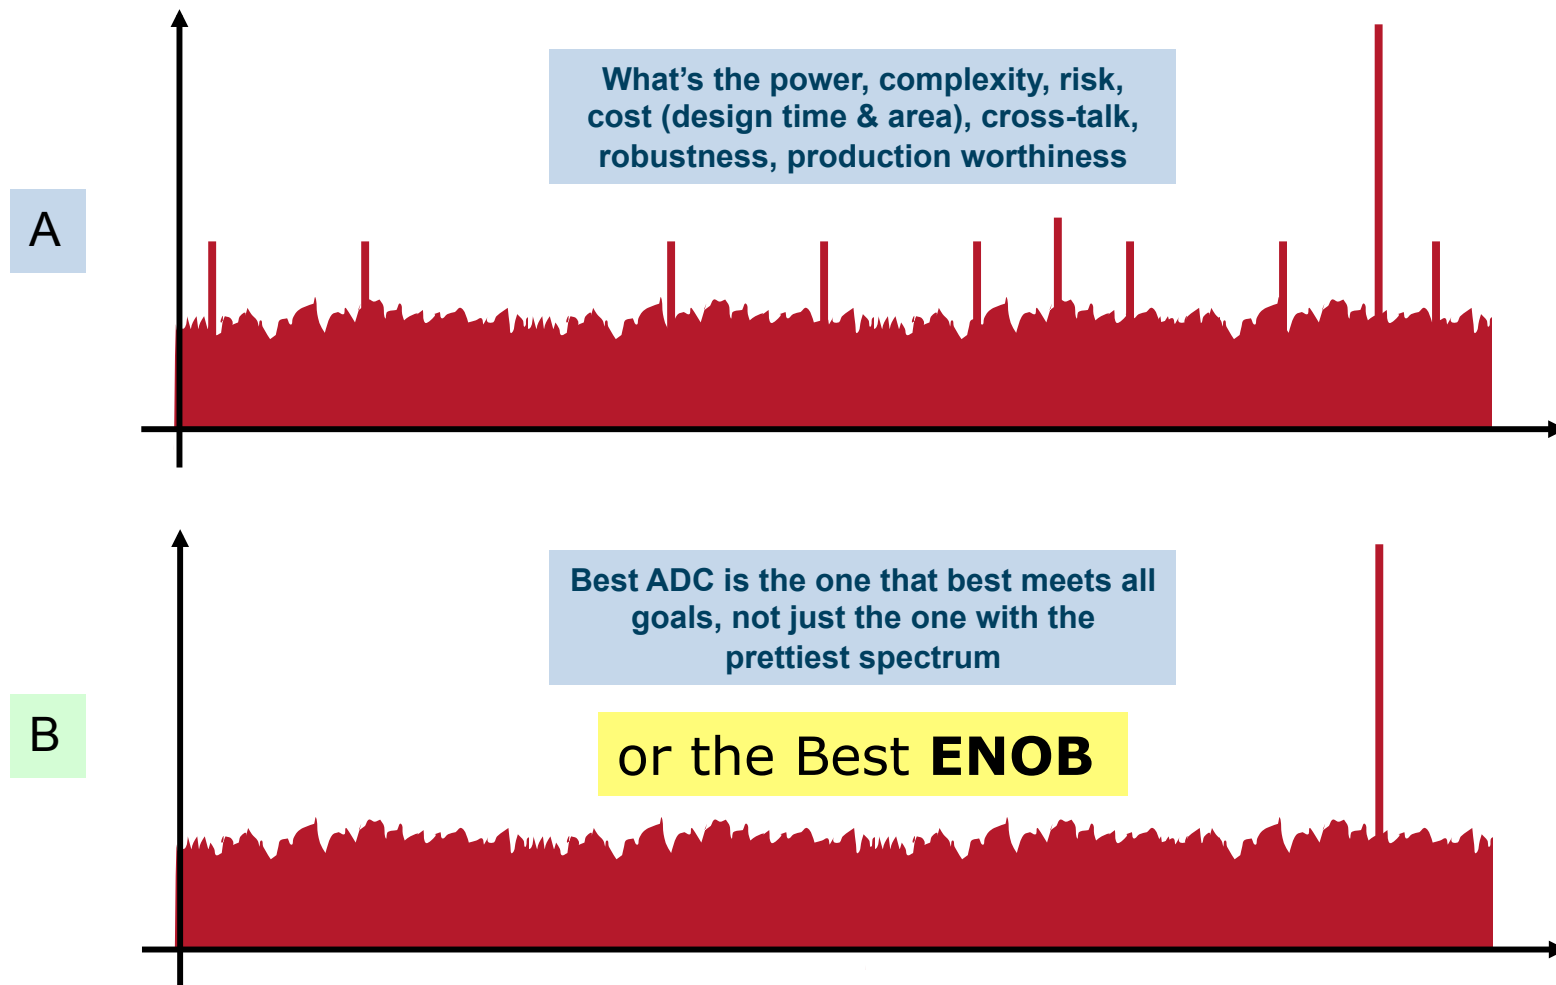 What’s the power, complexity, risk,
cost (design time & area), cross-talk,
robustness, production worthiness
A
Best ADC is the one that best meets all
goals, not just the one with the
prettiest spectrum
B
or the Best ENOB